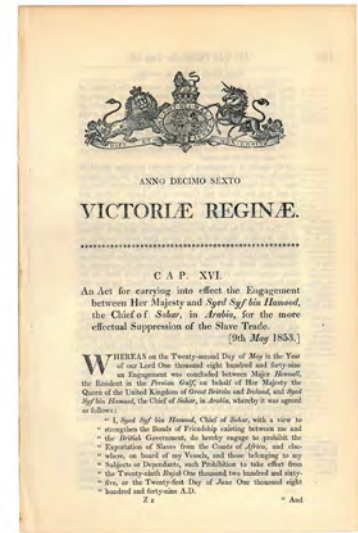 ANNO DECIMO SEXTO
VICTORIÆ REGINÆ.
CAP. XVI.
An Act for carrying into effect the Engagement
between Her Majesty and Syed Syf bin Hamood,
the Chief of Sohar, in Arabia, for the more
effectual Suppression of the Slave Trade.
[9th May 1853.]
WHEREAS on the Twenty-second Day of May in the Year
of our Lord One thousand eight hundred and forty-nine
an Engagement was concluded between Major Hennell,
the Resident in the Persian Gulf, on behalf of Her Majesty the
Queen of the United Kingdom of Great Britain and Ireland, and Syed
Syf bin Hamood, the Chief of Sohar, in Arabia, whereby it was agreed
as follows:
" I, Syed Syf bin Hamood, Chief of Sohar, with a view to
" strengthen the Bonds of Friendship existing between me and
" the British Government, do hereby engage to prohibit the
" Exportation of Slaves from the Coasts of Africa, and else-
" where, on board of my Vessels, and those belonging to my
" Subjects or Dependants, such Prohibition to take effect from
" the Twenty-ninth Rujub One thousand two hundred and sixty-
" five, or the Twenty-first Day of June One thousand eight
" hundred and forty-nine A.D.
Z z " And